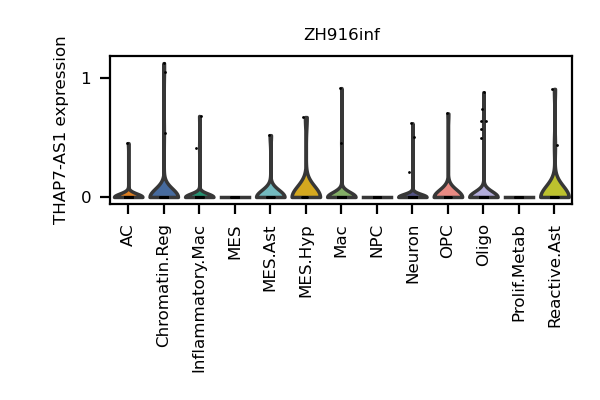 ZH916inf
THAP7-AS1 expression
1
0
AC
Chromatin.Reg
Inflammatory.Mac
MES
MES.Ast
MES.Hyp
Mac
NPC
Neuron
OPC
Oligo
Prolif.Metab
Reactive.Ast